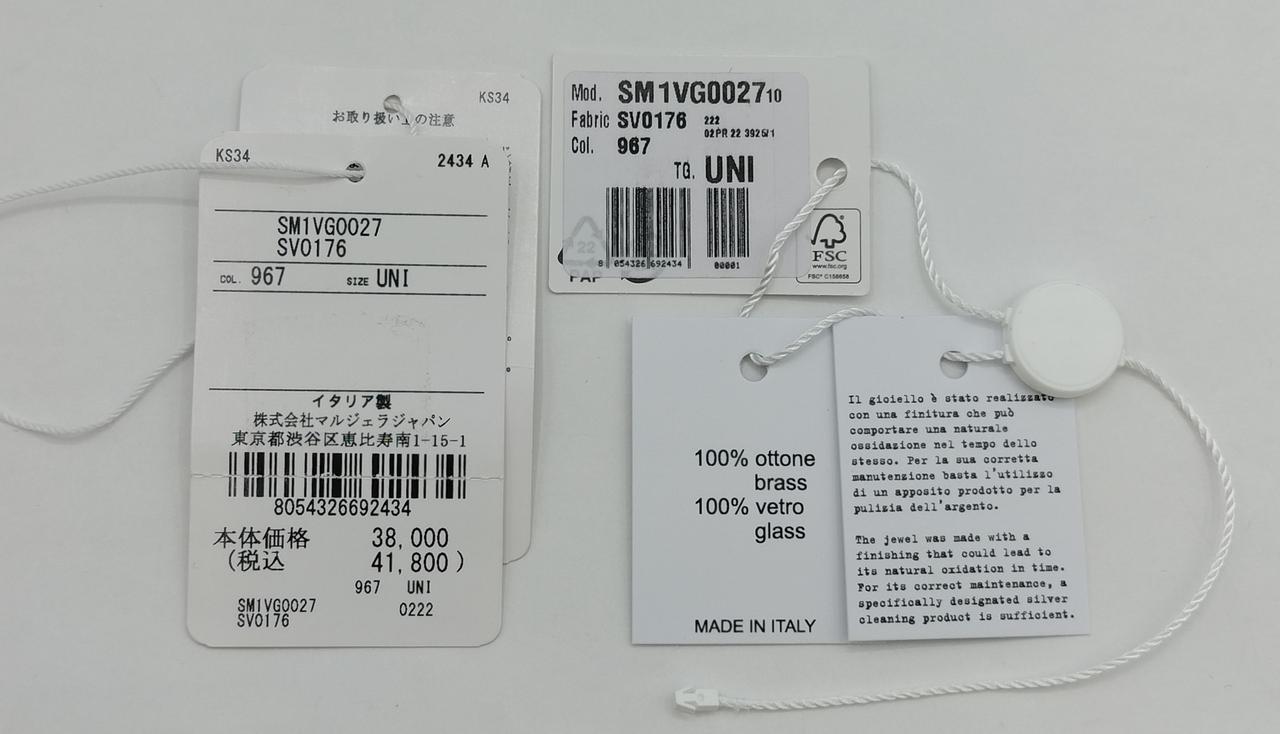 KS34
お取り扱い上の注意
KS34
2434 A
SM1VG0027
SV0176
COL. 967 SIZE UNI
イタリア製
株式会社マルジェラジャパン
東京都渋谷区恵比寿南1-15-1
8054326692434
本体価格 38,000
(税込 41,800)
967 UNI
SM1VG0027 0222
SV0176
Mod. SM1VG0027 10
Fabric SV0176 222
02PR 22 3925/1
Col. 967
TG. UNI
8 054326 692434 00001
22
PAP
FSC
www.fsc.org
FSC® C158658
100% ottone
brass
100% vetro
glass
MADE IN ITALY
Il gioiello è stato realizzato
con una finitura che può
comportare una naturale
ossidazione nel tempo dello
stesso. Per la sua corretta
manutenzione basta l'utilizzo
di un apposito prodotto per la
pulizia dell'argento.
The jewel was made with a
finishing that could lead to
its natural oxidation in time.
For its correct maintenance, a
specifically designated silver
cleaning product is sufficient.